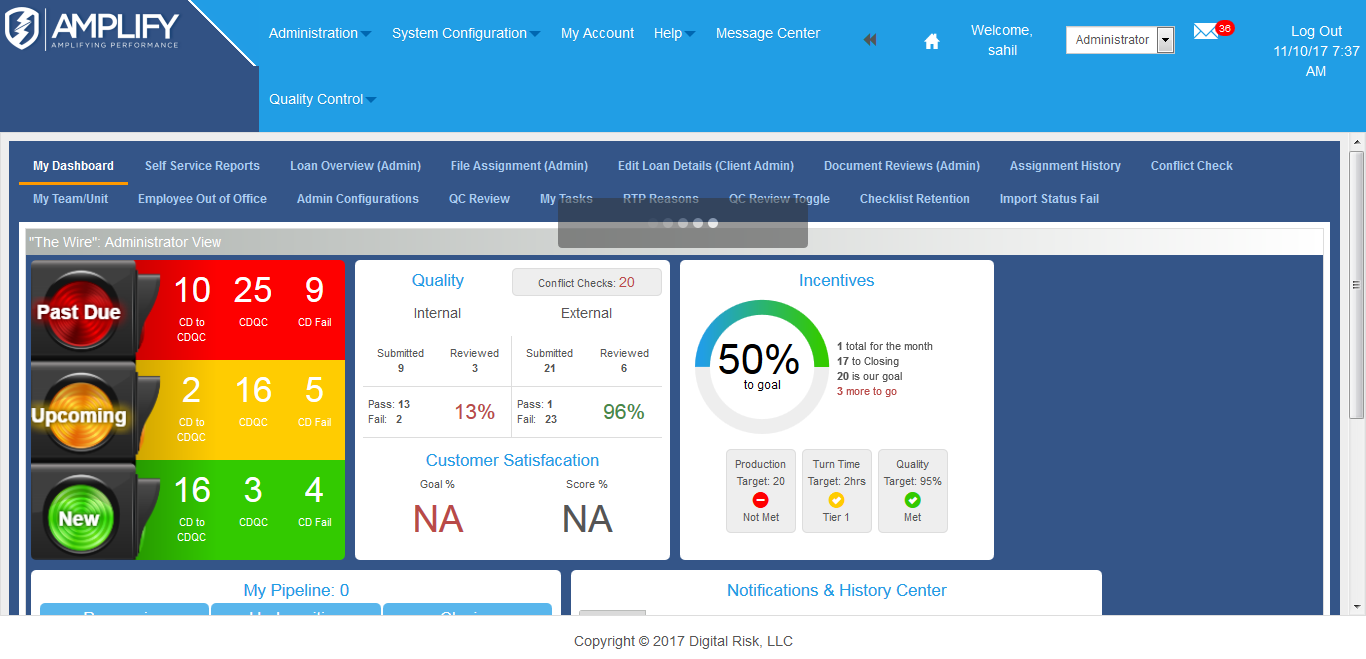 AMPLIFY
AMPLIFYING PERFORMANCE
Administration
System Configuration
My Account
Help
Message Center
Welcome,
sahil
Administrator
36
Log Out
11/10/17 7:37
AM
Quality Control
My Dashboard
Self Service Reports
Loan Overview (Admin)
File Assignment (Admin)
Edit Loan Details (Client Admin)
Document Reviews (Admin)
Assignment History
Conflict Check
My Team/Unit
Employee Out of Office
Admin Configurations
QC Review
My Tasks
RTP Reasons
QC Review Toggle
Checklist Retention
Import Status Fail
"The Wire": Administrator View
Past Due
10 25 9
CD to
CDQC
CDQC
CD Fail
Upcoming
2 16 5
CD to
CDQC
CDQC
CD Fail
New
16 3 4
CD to
CDQC
CDQC
CD Fail
Quality
Conflict Checks: 20
Internal
External
Submitted
9
Reviewed
3
Submitted
21
Reviewed
6
Pass: 13
Fail: 2
13%
Pass: 1
Fail: 23
96%
Customer Satisfacation
Goal %
Score %
NA
NA
Incentives
50%
to goal
1 total for the month
17 to Closing
20 is our goal
3 more to go
Production
Target: 20
Not Met
Turn Time
Target: 2hrs
Tier 1
Quality
Target: 95%
Met
My Pipeline: 0
Notifications & History Center
Copyright © 2017 Digital Risk, LLC